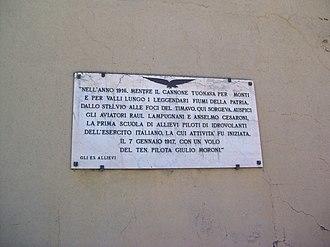 "NELL'ANNO 1916, MENTRE IL CANNONE TUONAVA PER MONTI
E PER VALLI LUNGO I LEGGENDARI FIUMI DELLA PATRIA,
DALLO STELVIO ALLE FOCI DEL TIMAVO, QUI SORGEVA, AUSPICI
GLI AVIATORI RAUL LAMPUGNANI E ANSELMO CESARONI,
LA PRIMA SCUOLA DI ALLIEVI PILOTI DI IDROVOLANTI
DELL'ESERCITO ITALIANO, LA CUI ATTIVITÀ FU INIZIATA,
IL 7 GENNAIO 1917, CON UN VOLO
DEL TEN. PILOTA GIULIO MORONI."
GLI EX ALLIEVI